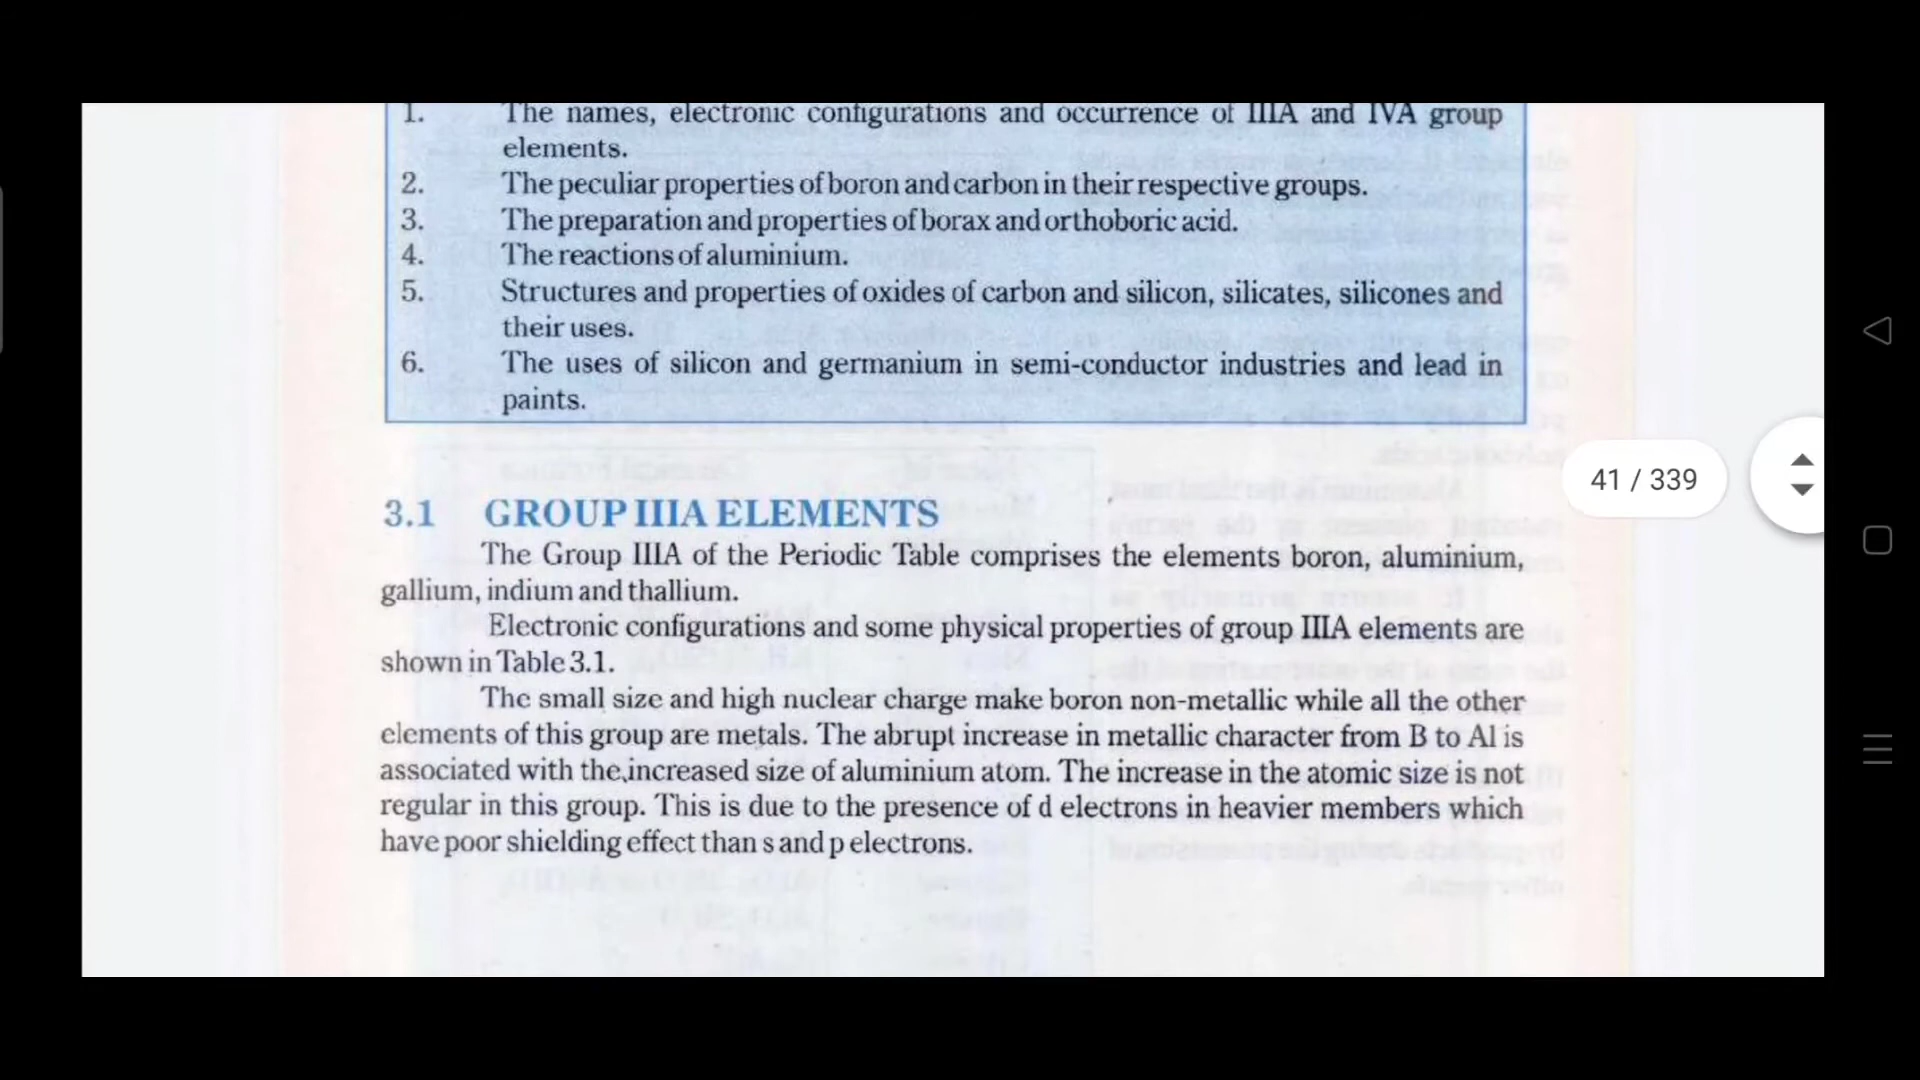 1. The names, electronic configurations and occurrence of IIIA and IVA group
elements.
2. The peculiar properties of boron and carbon in their respective groups.
3. The preparation and properties of borax and orthoboric acid.
4. The reactions of aluminium.
5. Structures and properties of oxides of carbon and silicon, silicates, silicones and
their uses.
6. The uses of silicon and germanium in semi-conductor industries and lead in
paints.
41 / 339
3.1 GROUP IIIA ELEMENTS
The Group IIIA of the Periodic Table comprises the elements boron, aluminium,
gallium, indium and thallium.
Electronic configurations and some physical properties of group IIIA elements are
shown in Table 3.1.
The small size and high nuclear charge make boron non-metallic while all the other
elements of this group are metals. The abrupt increase in metallic character from B to Al is
associated with the increased size of aluminium atom. The increase in the atomic size is not
regular in this group. This is due to the presence of d electrons in heavier members which
have poor shielding effect than s and p electrons.